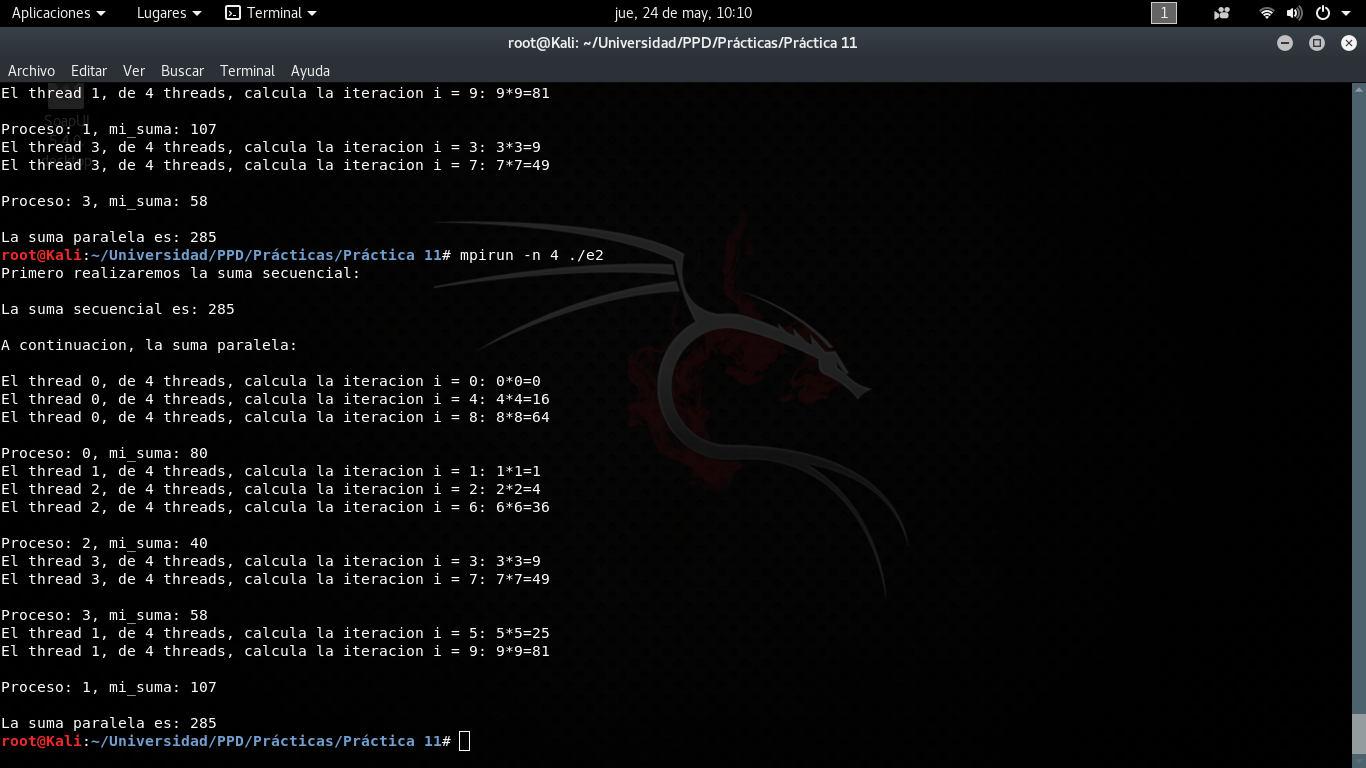 Aplicaciones Lugares Terminal jue, 24 de may, 10:10 1
root@Kali: ~/Universidad/PPD/Prácticas/Práctica 11
Archivo Editar Ver Buscar Terminal Ayuda
El thread 1, de 4 threads, calcula la iteracion i = 9: 9*9=81
SoapUI
Proceso: 1, mi_suma: 107
El thread 3, de 4 threads, calcula la iteracion i = 3: 3*3=9
El thread 3, de 4 threads, calcula la iteracion i = 7: 7*7=49
Proceso: 3, mi_suma: 58
La suma paralela es: 285
root@Kali:~/Universidad/PPD/Prácticas/Práctica 11# mpirun -n 4 ./e2
Primero realizaremos la suma secuencial:
La suma secuencial es: 285
A continuacion, la suma paralela:
El thread 0, de 4 threads, calcula la iteracion i = 0: 0*0=0
El thread 0, de 4 threads, calcula la iteracion i = 4: 4*4=16
El thread 0, de 4 threads, calcula la iteracion i = 8: 8*8=64
Proceso: 0, mi_suma: 80
El thread 1, de 4 threads, calcula la iteracion i = 1: 1*1=1
El thread 2, de 4 threads, calcula la iteracion i = 2: 2*2=4
El thread 2, de 4 threads, calcula la iteracion i = 6: 6*6=36
Proceso: 2, mi_suma: 40
El thread 3, de 4 threads, calcula la iteracion i = 3: 3*3=9
El thread 3, de 4 threads, calcula la iteracion i = 7: 7*7=49
Proceso: 3, mi_suma: 58
El thread 1, de 4 threads, calcula la iteracion i = 5: 5*5=25
El thread 1, de 4 threads, calcula la iteracion i = 9: 9*9=81
Proceso: 1, mi_suma: 107
La suma paralela es: 285
root@Kali:~/Universidad/PPD/Prácticas/Práctica 11#